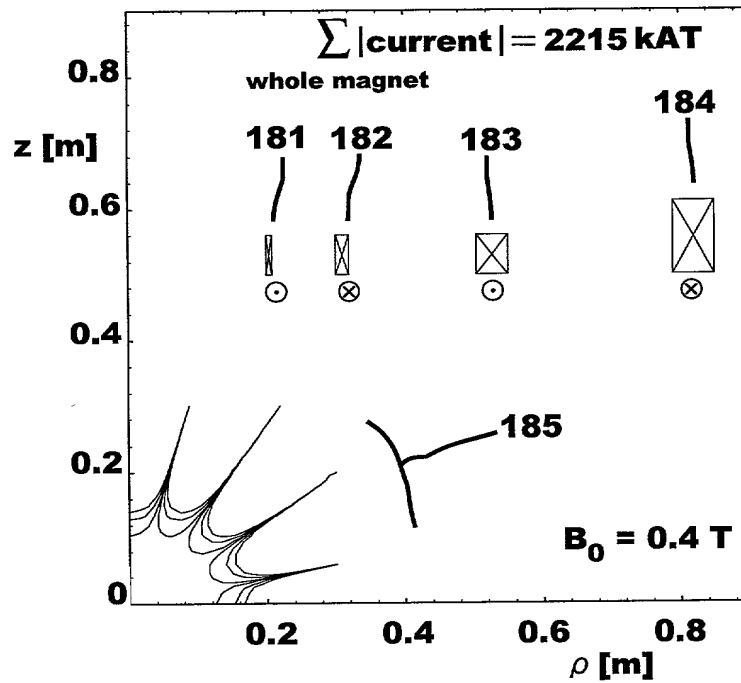 ∑ |current| = 2215 kAT
whole magnet
0.8
z [m]
181 182 183 184
0.6
0.4
185
0.2
B₀ = 0.4 T
0
0.2 0.4 0.6 0.8
ρ [m]